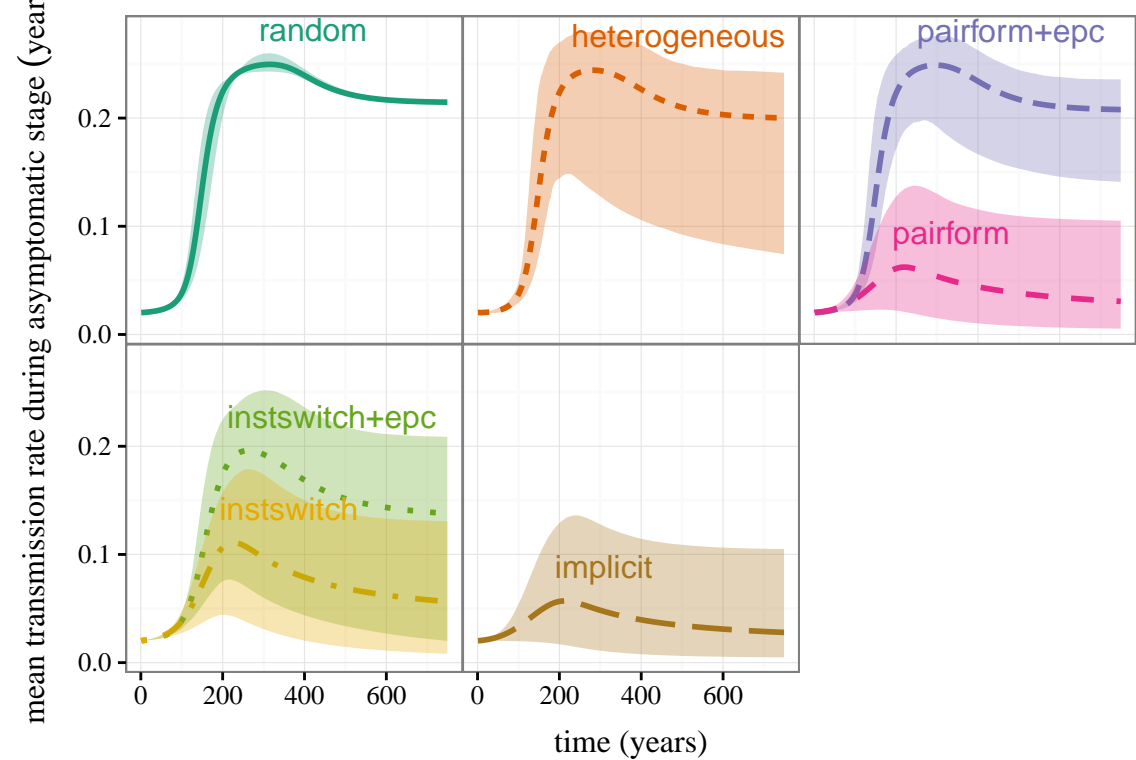 mean transmission rate during asymptomatic stage (year
random
heterogeneous
pairform+epc
pairform
0.2
0.1
0.0
instswitch+epc
instswitch
implicit
0.2
0.1
0.0
0 200 400 600
0 200 400 600
time (years)